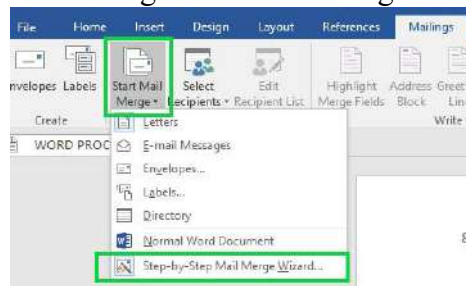 File Home Insert Design Layout References Mailings
nvelopes Labels Start Mail Merge Select Recipients Edit Recipient List Highlight Merge Fields Address Block Greet Lin
Create Write
Letters
WORD PROC E-mail Messages
Envelopes...
Labels...
Directory
Normal Word Document
Step-by-Step Mail Merge Wizard...